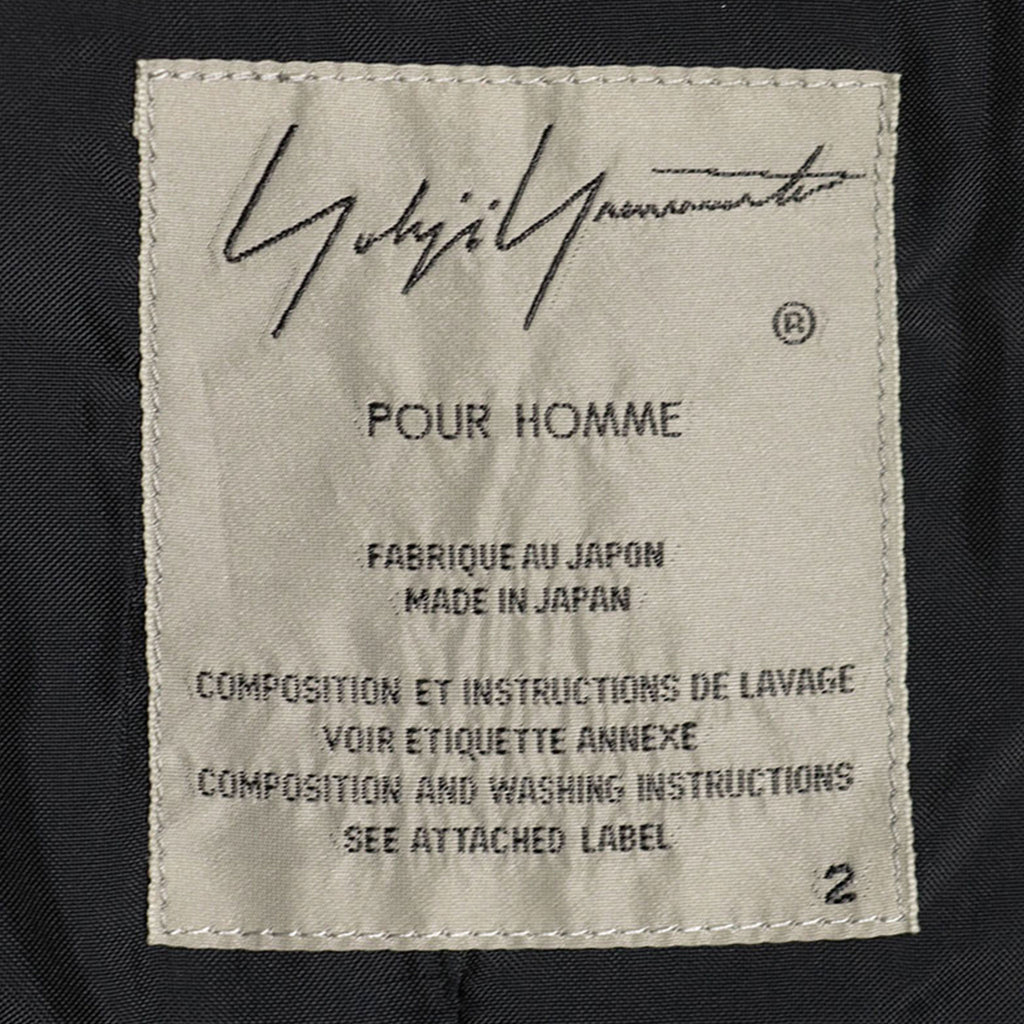 Yohji Yamamoto
®
POUR HOMME
FABRIQUE AU JAPON
MADE IN JAPAN
COMPOSITION ET INSTRUCTIONS DE LAVAGE
VOIR ETIQUETTE ANNEXE
COMPOSITION AND WASHING INSTRUCTIONS
SEE ATTACHED LABEL
2